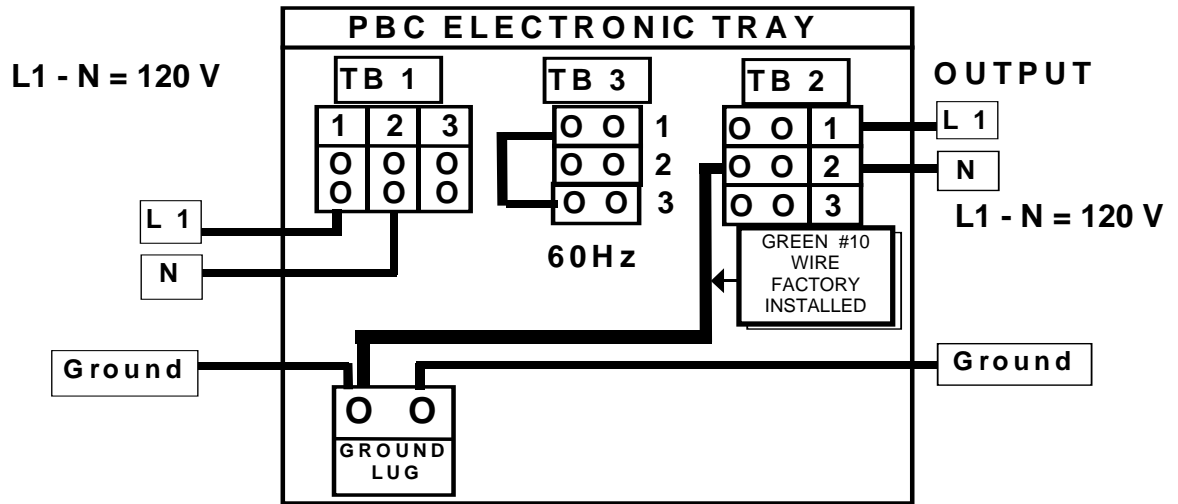 PBC ELECTRONIC TRAY
L1 - N = 120 V
TB 1
TB 3
TB 2
OUTPUT
1 2 3
O O O
O O O
O O 1
O O 2
O O 3
O O 1
O O 2
O O 3
L 1
N
L1 - N = 120 V
L 1
N
60Hz
GREEN #10
WIRE
FACTORY
INSTALLED
Ground
Ground
O O
GROUND
LUG